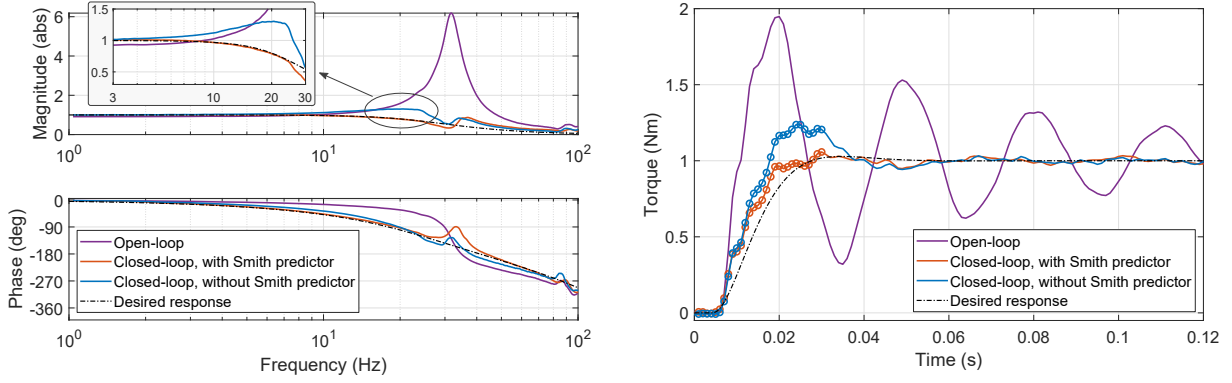 1.5
1
0.5
3
10
20
30
6
4
2
0
Magnitude (abs)
10^0
10^1
10^2
0
-90
-180
-270
-360
Phase (deg)
Open-loop
Closed-loop, with Smith predictor
Closed-loop, without Smith predictor
Desired response
10^0
10^1
10^2
Frequency (Hz)
2
1.5
1
0.5
0
Torque (Nm)
Open-loop
Closed-loop, with Smith predictor
Closed-loop, without Smith predictor
Desired response
0
0.02
0.04
0.06
0.08
0.1
0.12
Time (s)